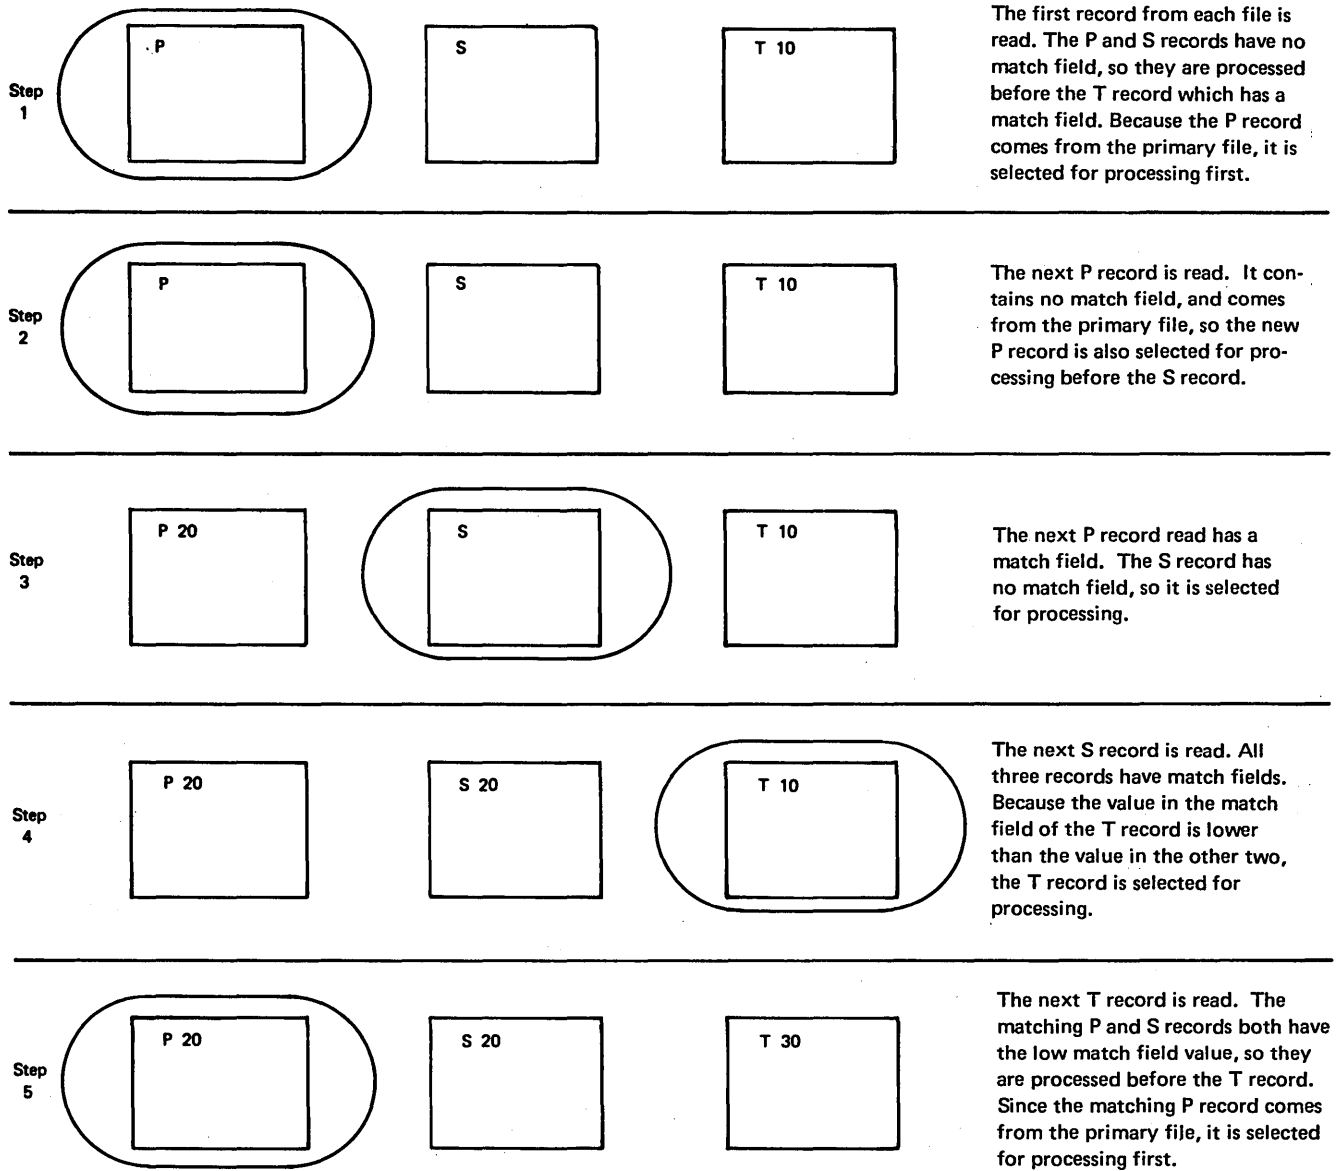 Step
1
P
S
T 10
The first record from each file is
read. The P and S records have no
match field, so they are processed
before the T record which has a
match field. Because the P record
comes from the primary file, it is
selected for processing first.
Step
2
P
S
T 10
The next P record is read. It con-
tains no match field, and comes
from the primary file, so the new
P record is also selected for pro-
cessing before the S record.
Step
3
P 20
S
T 10
The next P record read has a
match field. The S record has
no match field, so it is selected
for processing.
Step
4
P 20
S 20
T 10
The next S record is read. All
three records have match fields.
Because the value in the match
field of the T record is lower
than the value in the other two,
the T record is selected for
processing.
Step
5
P 20
S 20
T 30
The next T record is read. The
matching P and S records both have
the low match field value, so they
are processed before the T record.
Since the matching P record comes
from the primary file, it is selected
for processing first.